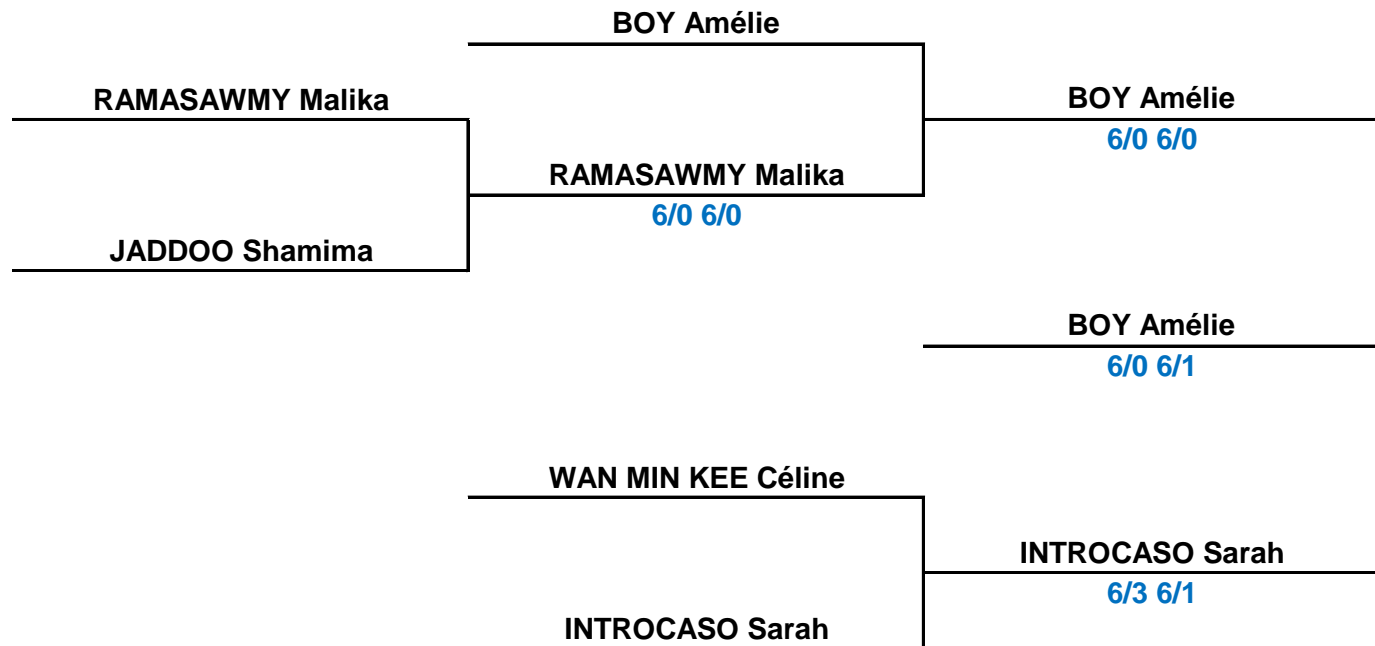 BOY Amélie
RAMASAWMY Malika
BOY Amélie
6/0 6/0
RAMASAWMY Malika
6/0 6/0
JADDOO Shamima
BOY Amélie
6/0 6/1
WAN MIN KEE Céline
INTROCASO Sarah
6/3 6/1
INTROCASO Sarah